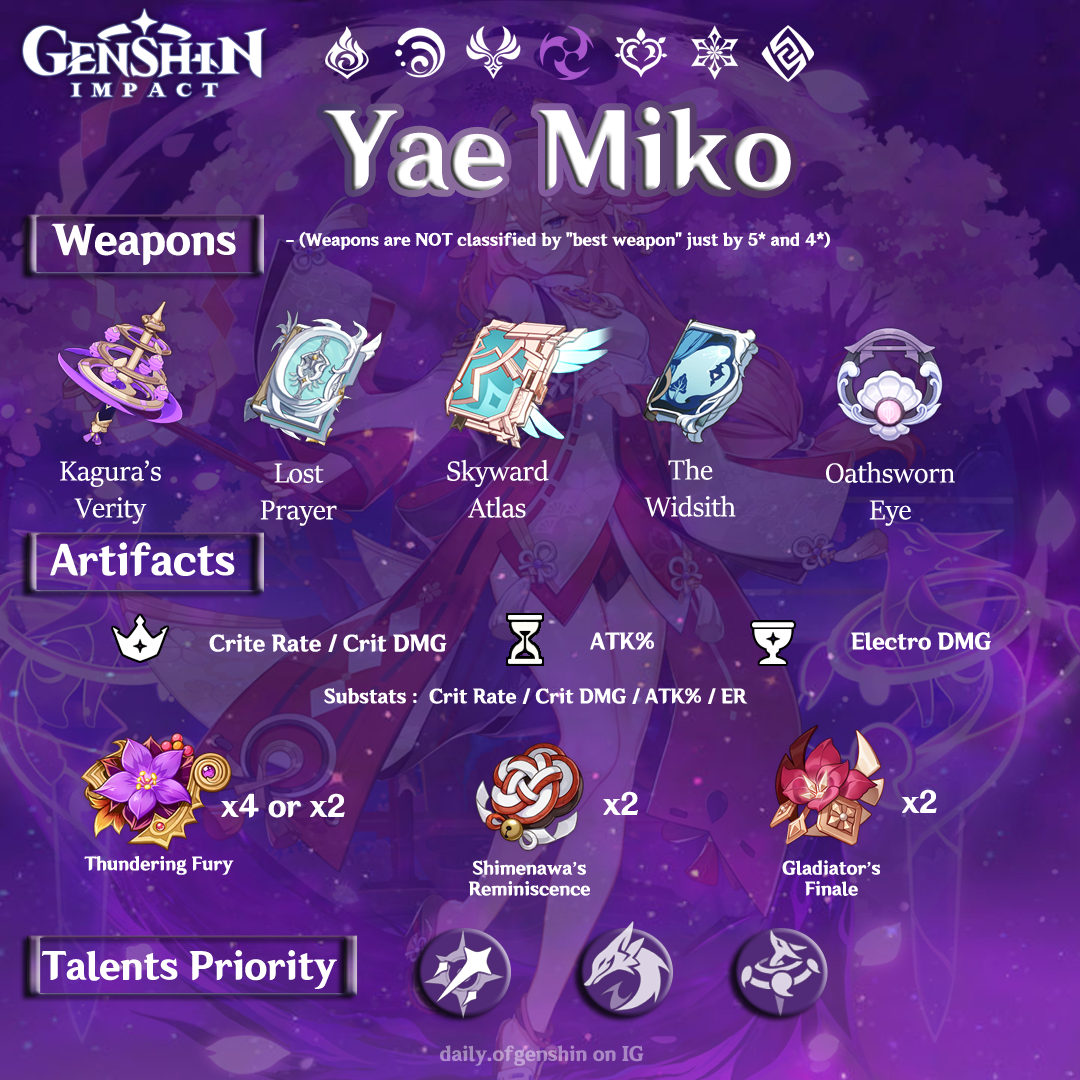 GENSHIN
IMPACT
Yae Miko
Weapons
- (Weapons are NOT classified by "best weapon" just by 5* and 4*)
Kagura's
Verity
Lost
Prayer
Skyward
Atlas
The
Widsith
Oathsworn
Eye
Artifacts
Crite Rate / Crit DMG
ATK%
Electro DMG
Substats : Crit Rate / Crit DMG / ATK% / ER
x4 or x2
Thundering Fury
x2
Shimenawa's
Reminiscence
x2
Gladiator's
Finale
Talents Priority
daily.ofgenshin on IG